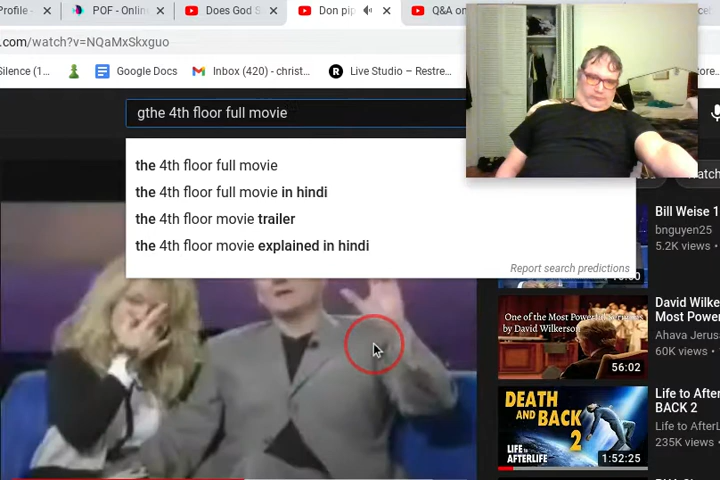 Profile -
POF - Onlin
Does God S
Don pip
Q&A on
.com/watch?v=NQaMxSkxguo
Silence (1...
Google Docs
Inbox (420) - christ...
Live Studio – Restre...
ore...
gthe 4th floor full movie
the 4th floor full movie
the 4th floor full movie in hindi
the 4th floor movie trailer
the 4th floor movie explained in hindi
Report search predictions
Bill Weise 1
bnguyen25
5.2K views •
One of the Most Powerful Sermons
by David Wilkerson
56:02
David Wilke
Most Power
Ahava Jerus
60K views •
DEATH
AND BACK
2
LIFE to
AFTERLIFE
1:52:25
Life to After
BACK 2
Life to AfterL
235K views •